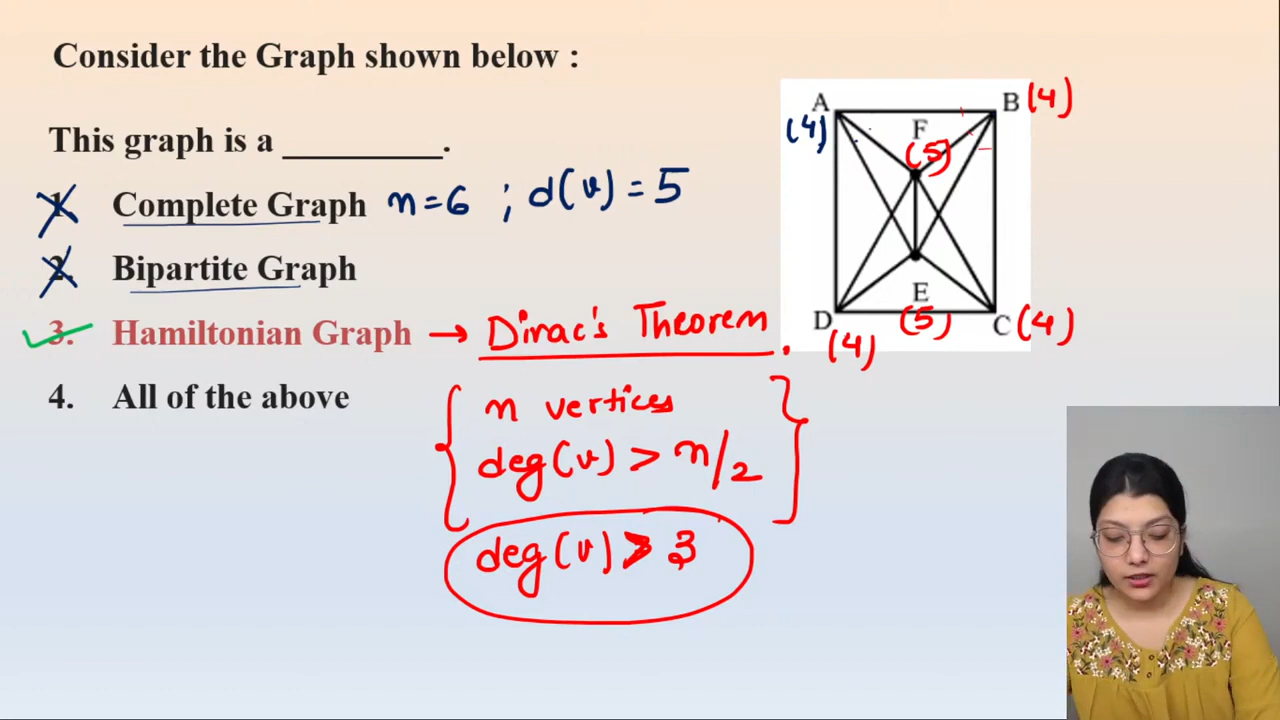 Consider the Graph shown below :
This graph is a _________.
1. Complete Graph n=6 ; d(v) = 5
2. Bipartite Graph
3. Hamiltonian Graph → Dirac's Theorem.
4. All of the above
n vertices
deg(v) > n/2
deg(v) > 3
A B (4)
(4) F
(5)
E
D (5) C (4)
(4)